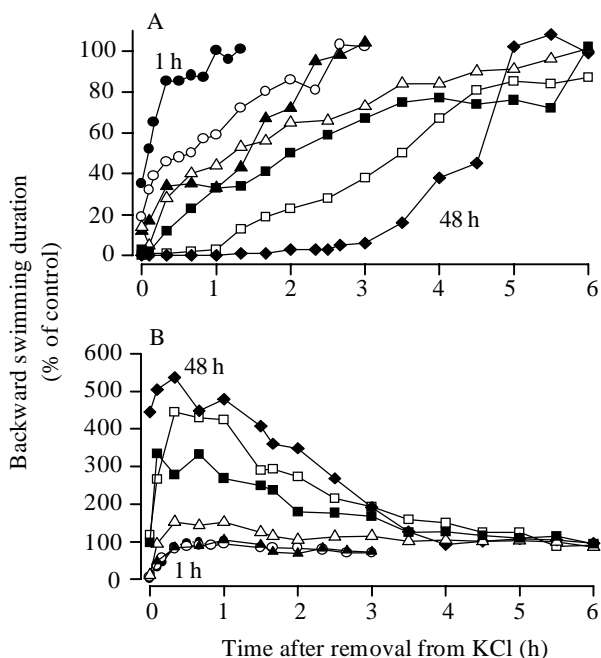 A
100
80
60
40
20
0
1 h
48 h
0 1 2 3 4 5 6
Backward swimming duration
(% of control)
B
600
500
400
300
200
100
0
48 h
1 h
0 1 2 3 4 5 6
Time after removal from KCl (h)